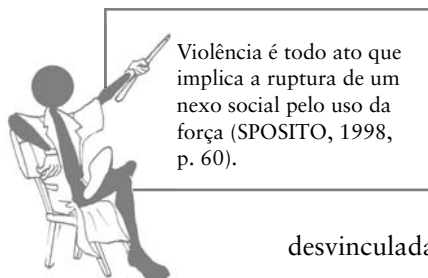 Violência é todo ato que
implica a ruptura de um
nexo social pelo uso da
força (SPOSITO, 1998,
p. 60).
desvinculada